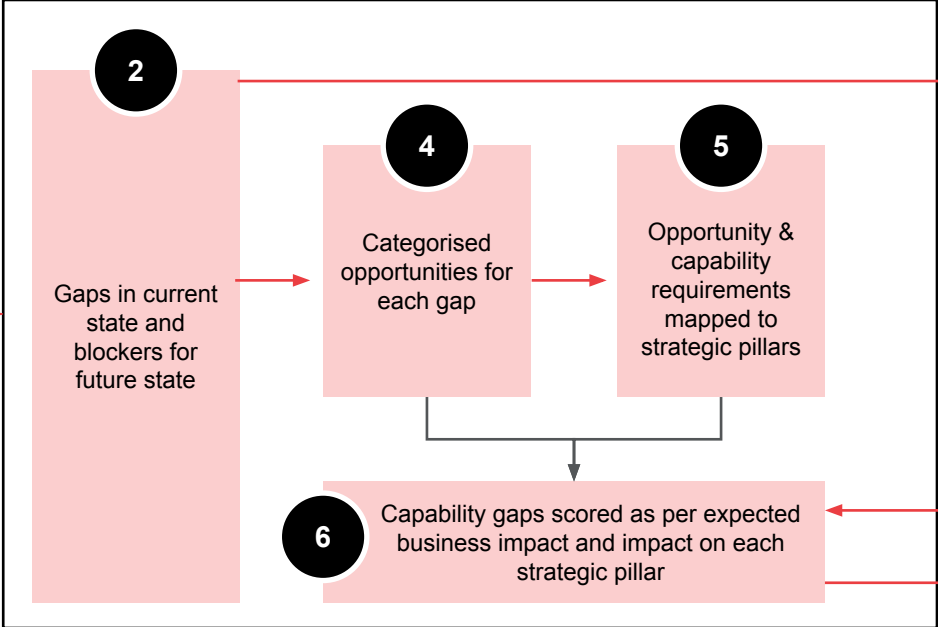 2
Gaps in current
state and
blockers for
future state
4
Categorised
opportunities for
each gap
5
Opportunity &
capability
requirements
mapped to
strategic pillars
6
Capability gaps scored as per expected
business impact and impact on each
strategic pillar